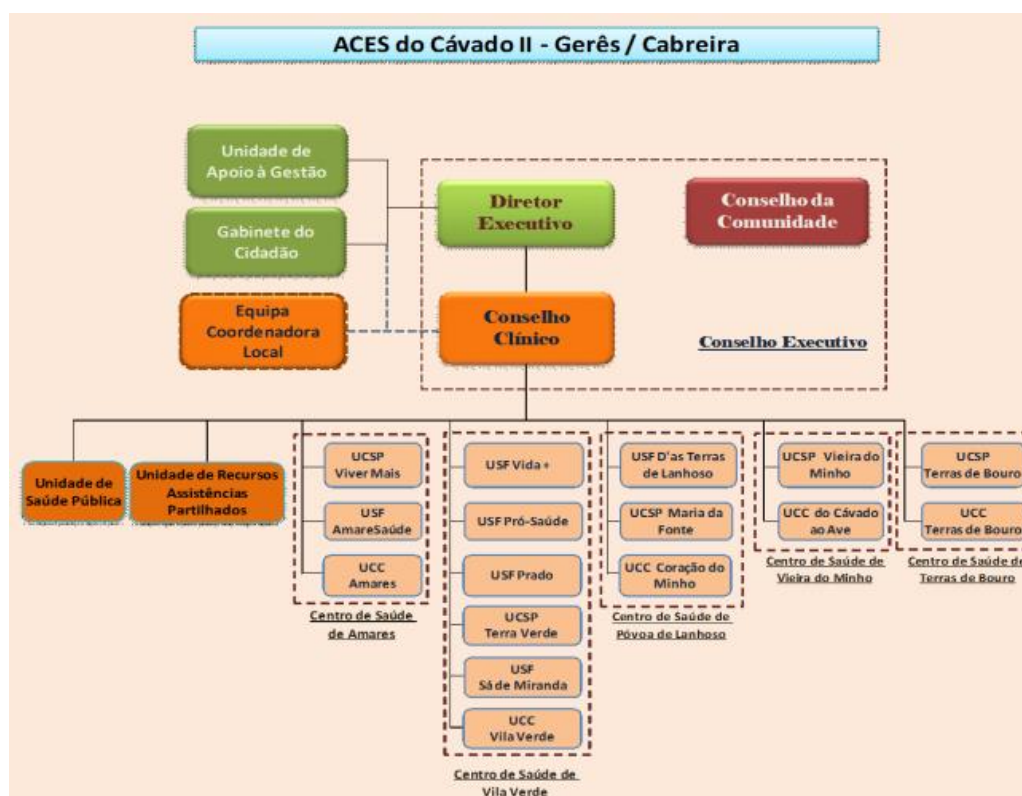 ACES do Cávado II - Gerês / Cabreira
Unidade de
Apoio à Gestão
Gabinete do
Cidadão
Equipa
Coordenadora
Local
Diretor
Executivo
Conselho da
Comunidade
Conselho
Clínico
Conselho Executivo
Unidade de
Saúde Pública
Unidade de Recursos
Assistências
Partilhados
UCSP
Viver Mais
USF
AmareSaúde
UCC
Amares
Centro de Saúde
de Amares
USF Vida +
USF Pró-Saúde
USF Prado
UCSP
Terra Verde
USF
Sá de Miranda
UCC
Vila Verde
Centro de Saúde de
Vila Verde
USF D'as Terras
de Lanhoso
UCSP Maria da
Fonte
UCC Coração do
Minho
Centro de Saúde de
Póvoa de Lanhoso
UCSP Vieira do
Minho
UCC do Cávado
ao Ave
Centro de Saúde de
Vieira do Minho
UCSP
Terras de Bouro
UCC
Terras de Bouro
Centro de Saúde de
Terras de Bouro